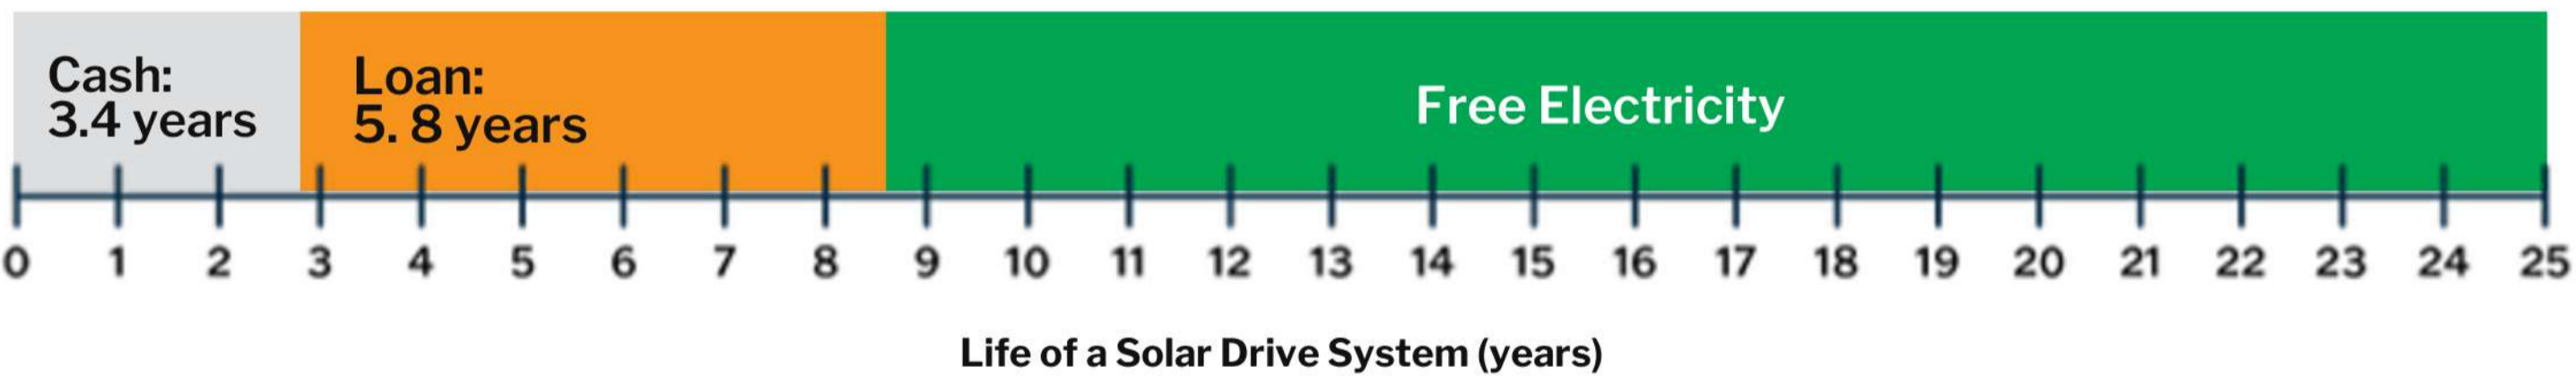 Cash:
3.4 years
Loan:
5. 8 years
Free Electricity
0 1 2 3 4 5 6 7 8 9 10 11 12 13 14 15 16 17 18 19 20 21 22 23 24 25
Life of a Solar Drive System (years)